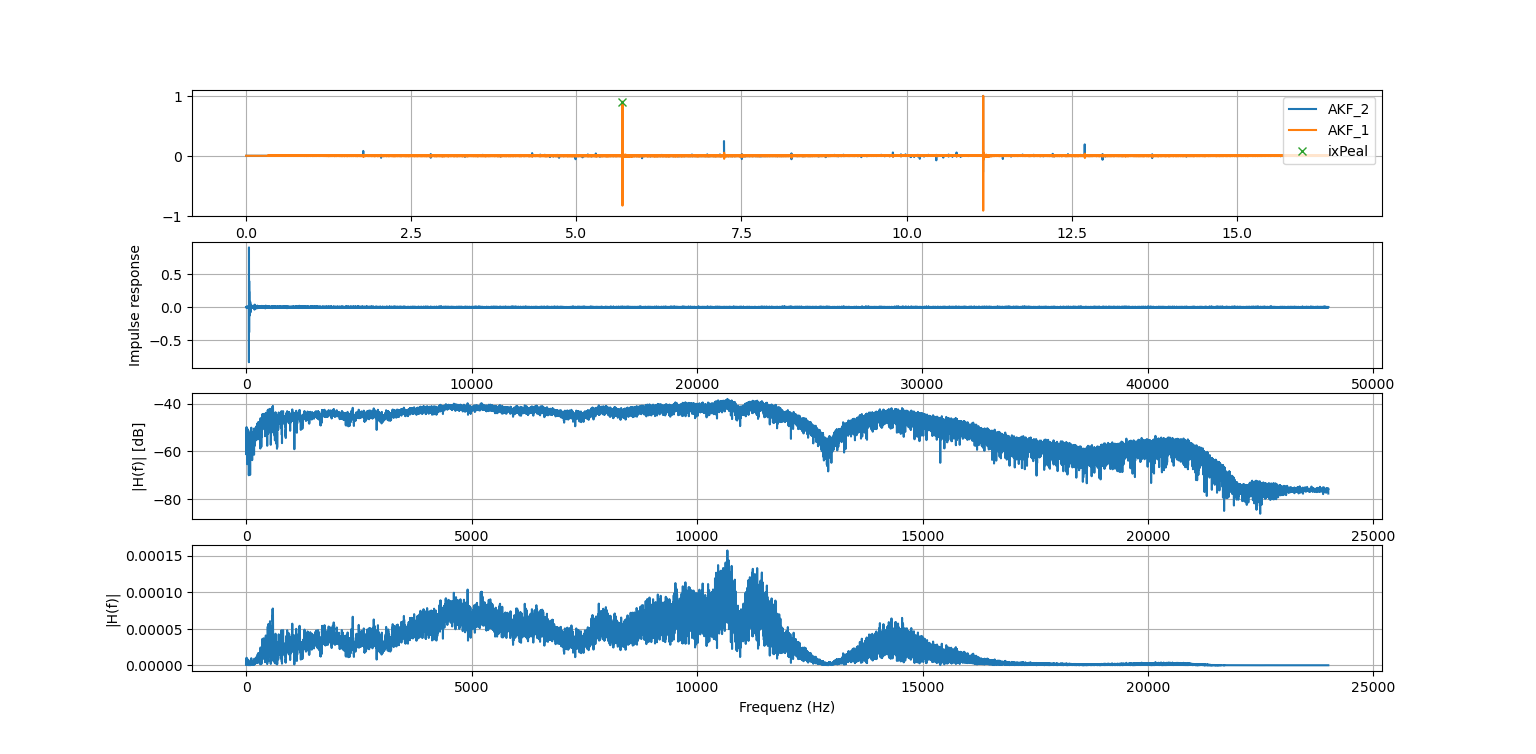 1
0
−1
AKF_2
AKF_1
ixPeal
0.0 2.5 5.0 7.5 10.0 12.5 15.0
Impulse response
0.5
0.0
−0.5
0 10000 20000 30000 40000 50000
|H(f)| [dB]
−40
−60
−80
0 5000 10000 15000 20000 25000
|H(f)|
0.00015
0.00010
0.00005
0.00000
0 5000 10000 15000 20000 25000
Frequenz (Hz)